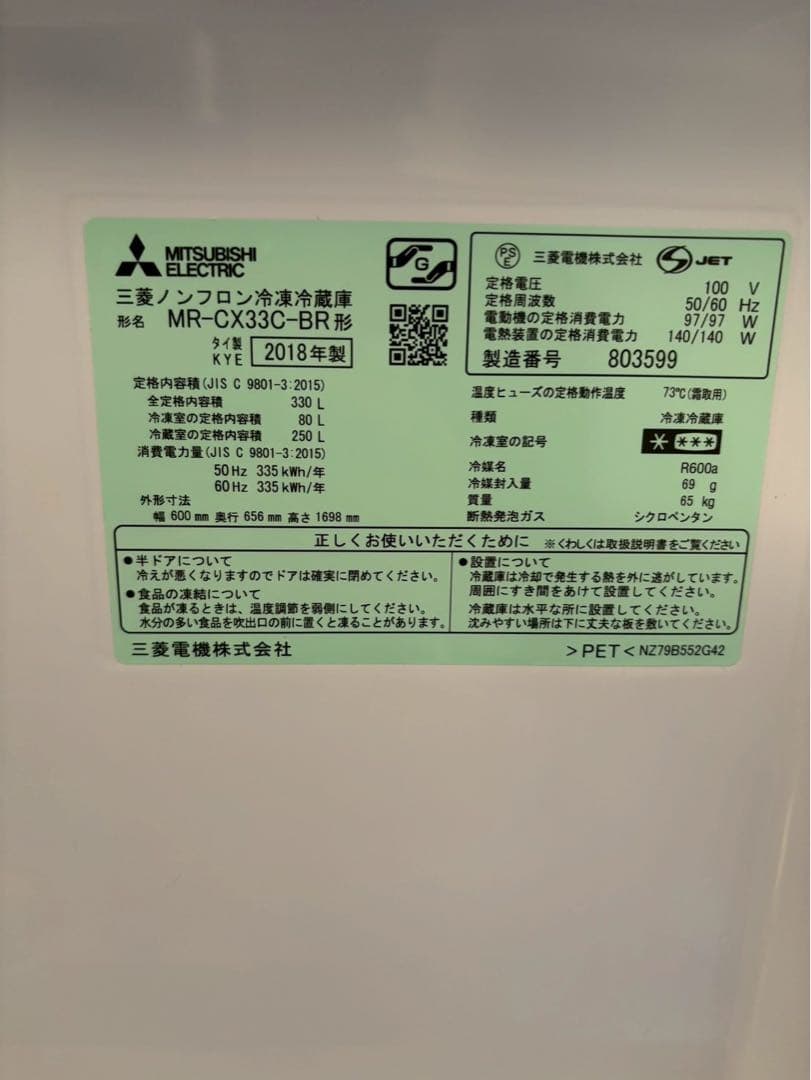 MITSUBISHI
ELECTRIC
三菱ノンフロン冷凍冷蔵庫
形名 MR-CX33C-BR形
タイ製
KYE 2018年製
定格内容積(JIS C 9801-3:2015)
全定格内容積 330 L
冷凍室の定格内容積 80 L
冷蔵室の定格内容積 250 L
消費電力量(JIS C 9801-3:2015)
50Hz 335kWh/年
60Hz 335kWh/年
外形寸法
幅 600mm 奥行 656mm 高さ 1698mm
G
PS
E
三菱電機株式会社 JET
定格電圧 100 V
定格周波数 50/60 Hz
電動機の定格消費電力 97/97 W
電熱装置の定格消費電力 140/140 W
製造番号 803599
温度ヒューズの定格動作温度 73℃(霜取用)
種類 冷凍冷蔵庫
冷凍室の記号 * ***
冷媒名 R600a
冷媒封入量 69 g
質量 65 kg
断熱発泡ガス シクロペンタン
正しくお使いいただくために ※くわしくは取扱説明書をご覧ください
●半ドアについて
冷えが悪くなりますのでドアは確実に閉めてください。
●食品の凍結について
食品が凍るときは、温度調節を弱側にしてください。
水分の多い食品を吹出口の前に置くと凍ることがあります。
●設置について
冷蔵庫は冷却で発生する熱を外に逃がしています。
周囲にすき間をあけて設置してください。
冷蔵庫は水平な所に設置してください。
沈みやすい場所は下に丈夫な板を敷いてください。
三菱電機株式会社
>PET< NZ79B552G42